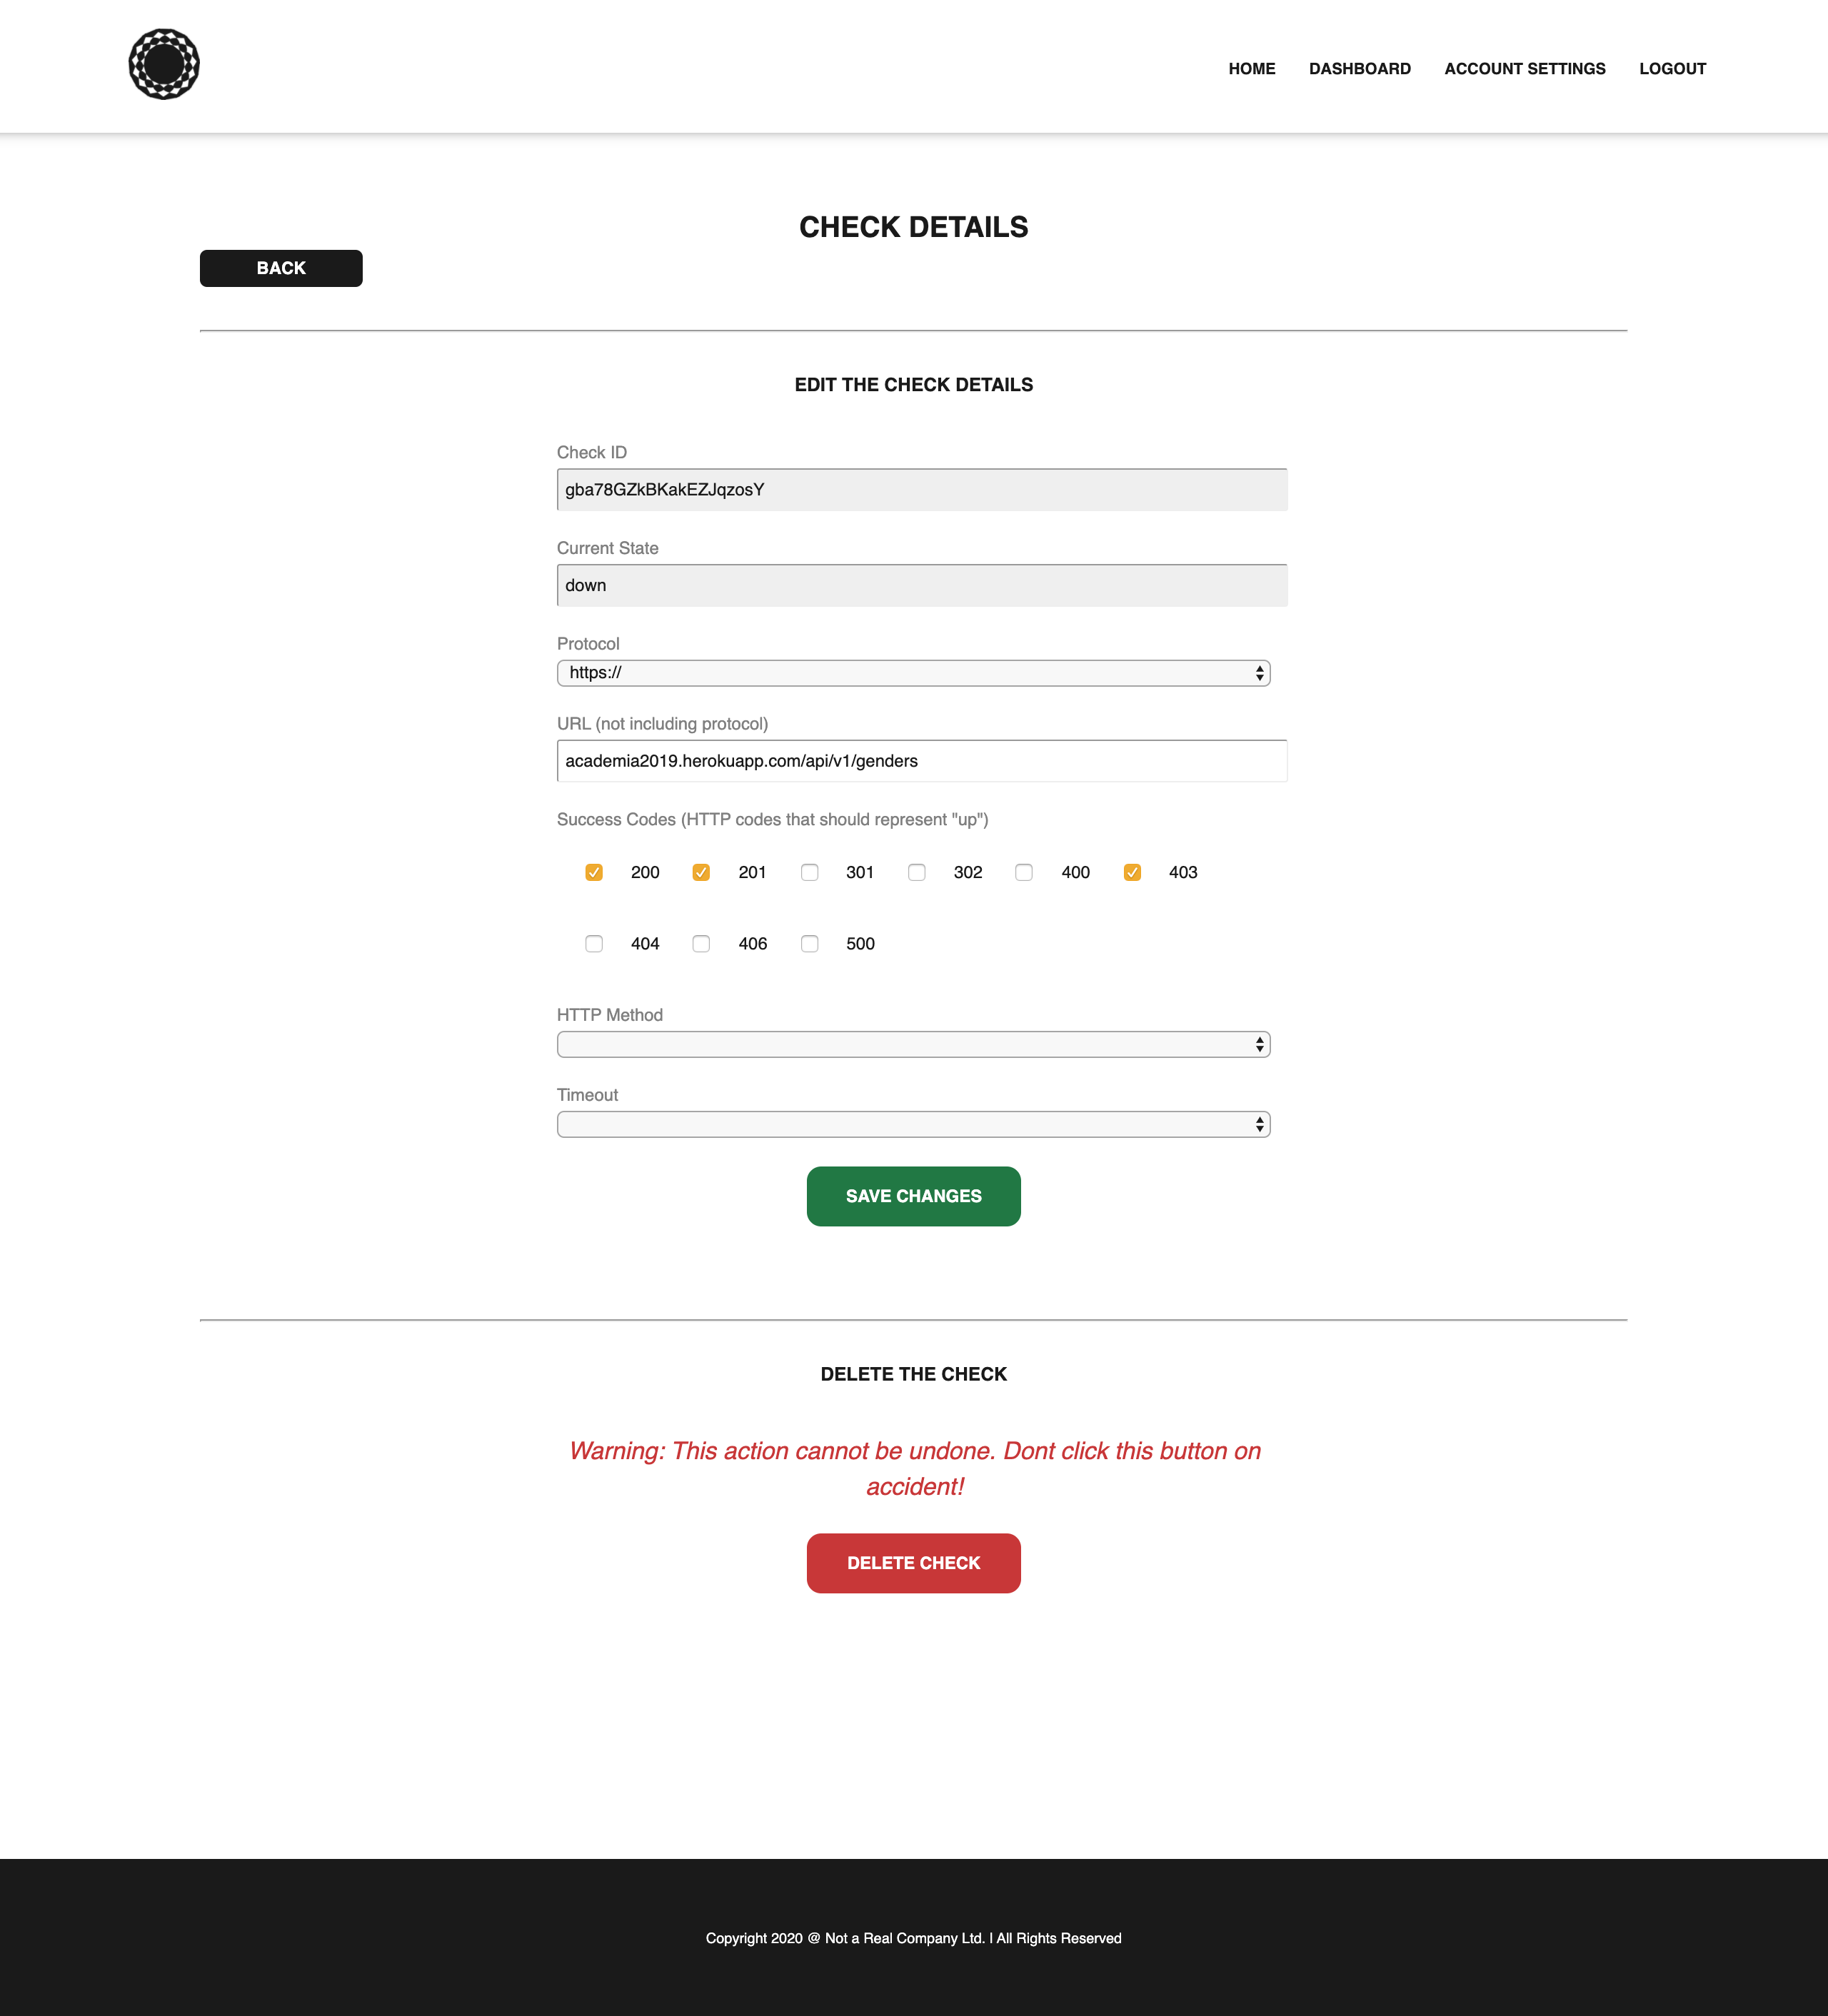 HOME DASHBOARD ACCOUNT SETTINGS LOGOUT
CHECK DETAILS
BACK
EDIT THE CHECK DETAILS
Check ID
gba78GZkBKakEZJqzosY
Current State
down
Protocol
https://
URL (not including protocol)
academia2019.herokuapp.com/api/v1/genders
Success Codes (HTTP codes that should represent "up")
200 201 301 302 400 403
404 406 500
HTTP Method
Timeout
SAVE CHANGES
DELETE THE CHECK
Warning: This action cannot be undone. Dont click this button on
accident!
DELETE CHECK
Copyright 2020 @ Not a Real Company Ltd. | All Rights Reserved